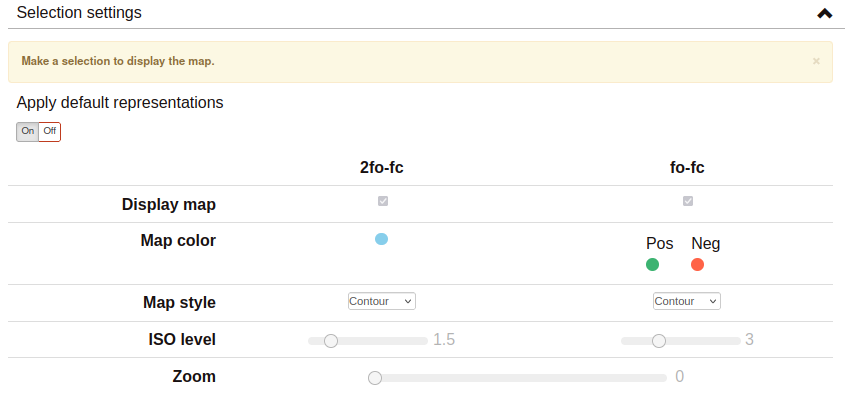 Selection settings
Make a selection to display the map. ×
Apply default representations
On Off
2fo-fc fo-fc
Display map
Map color Pos Neg
Map style Contour Contour
ISO level 1.5 3
Zoom 0